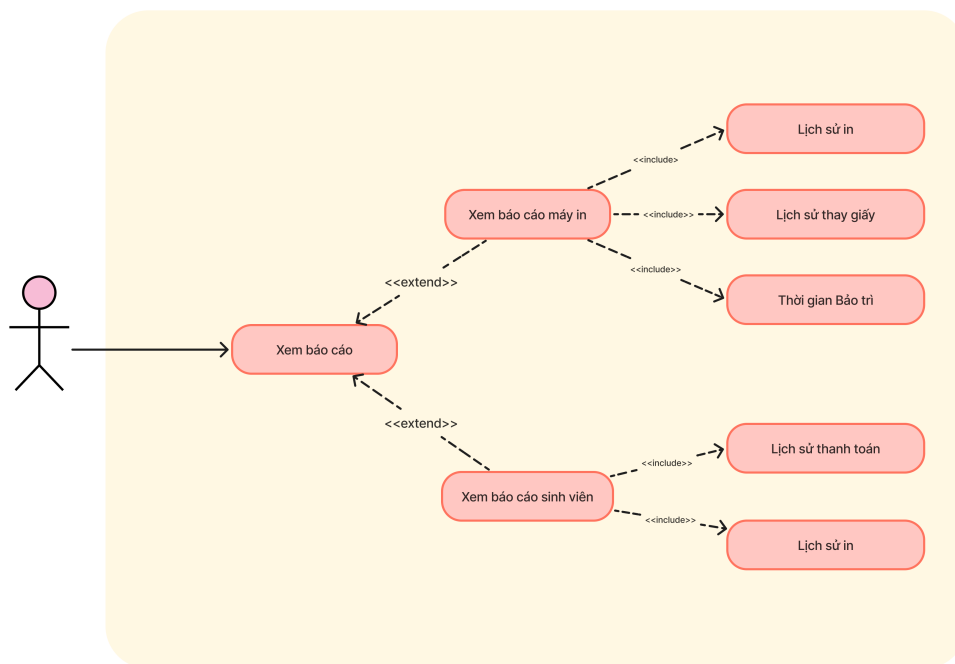 Lịch sử in
<<include>
Xem báo cáo máy in
<<include>>
Lịch sử thay giấy
<<include>>
<<extend>>
Thời gian Bảo trì
Xem báo cáo
<<extend>>
Lịch sử thanh toán
<<include>>
Xem báo cáo sinh viên
<<include>>
Lịch sử in